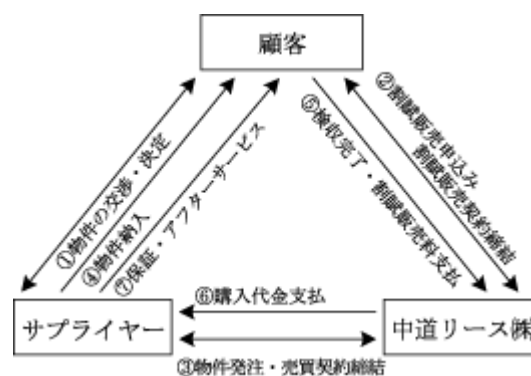 顧客
①物件の交渉・決定
④物件納入
⑦保証・アフターサービス
②割賦販売申込み
割賦販売契約締結
⑤検収完了・割賦販売料支払
⑥購入代金支払
サプライヤー
中道リース㈱
③物件発注・売買契約締結